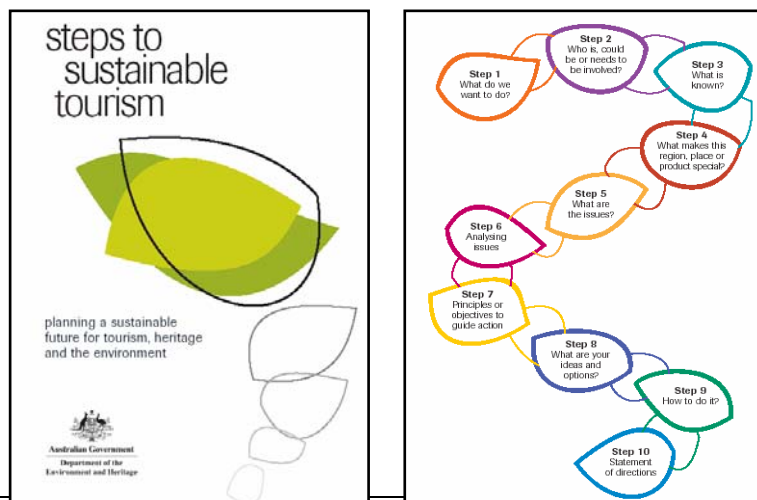 steps to
sustainable
tourism
planning a sustainable
future for tourism, heritage
and the environment
Australian Government
Department of the
Environment and Heritage
Step 1
What do we
want to do?
Step 2
Who is, could
be or needs to
be involved?
Step 3
What is
known?
Step 4
What makes this
region, place or
product special?
Step 5
What are
the issues?
Step 6
Analysing
issues
Step 7
Principles or
objectives to
guide action
Step 8
What are your
ideas and
options?
Step 9
How to do it?
Step 10
Statement
of directions